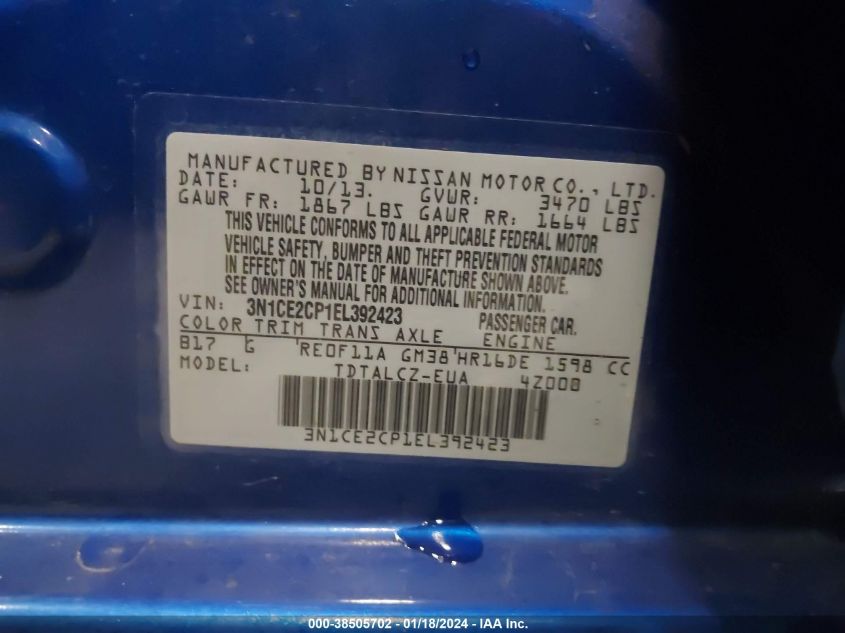 MANUFACTURED BY NISSAN MOTOR CO., LTD.
DATE: 10/13. GVWR: 3470 LBS
GAWR FR: 1867 LBS GAWR RR: 1664 LBS
THIS VEHICLE CONFORMS TO ALL APPLICABLE FEDERAL MOTOR
VEHICLE SAFETY, BUMPER AND THEFT PREVENTION STANDARDS
IN EFFECT ON THE DATE OF MANUFACTURE SHOWN ABOVE.
SEE OWNER'S MANUAL FOR ADDITIONAL INFORMATION.
VIN: 3N1CE2CP1EL392423 PASSENGER CAR.
COLOR TRIM TRANS AXLE ENGINE
B17 G RE0F11A GM38 HR16DE 1598 CC
MODEL: TDTALCZ-EUA 4Z000
3N1CE2CP1EL392423
000-38505702 - 01/18/2024 - IAA Inc.